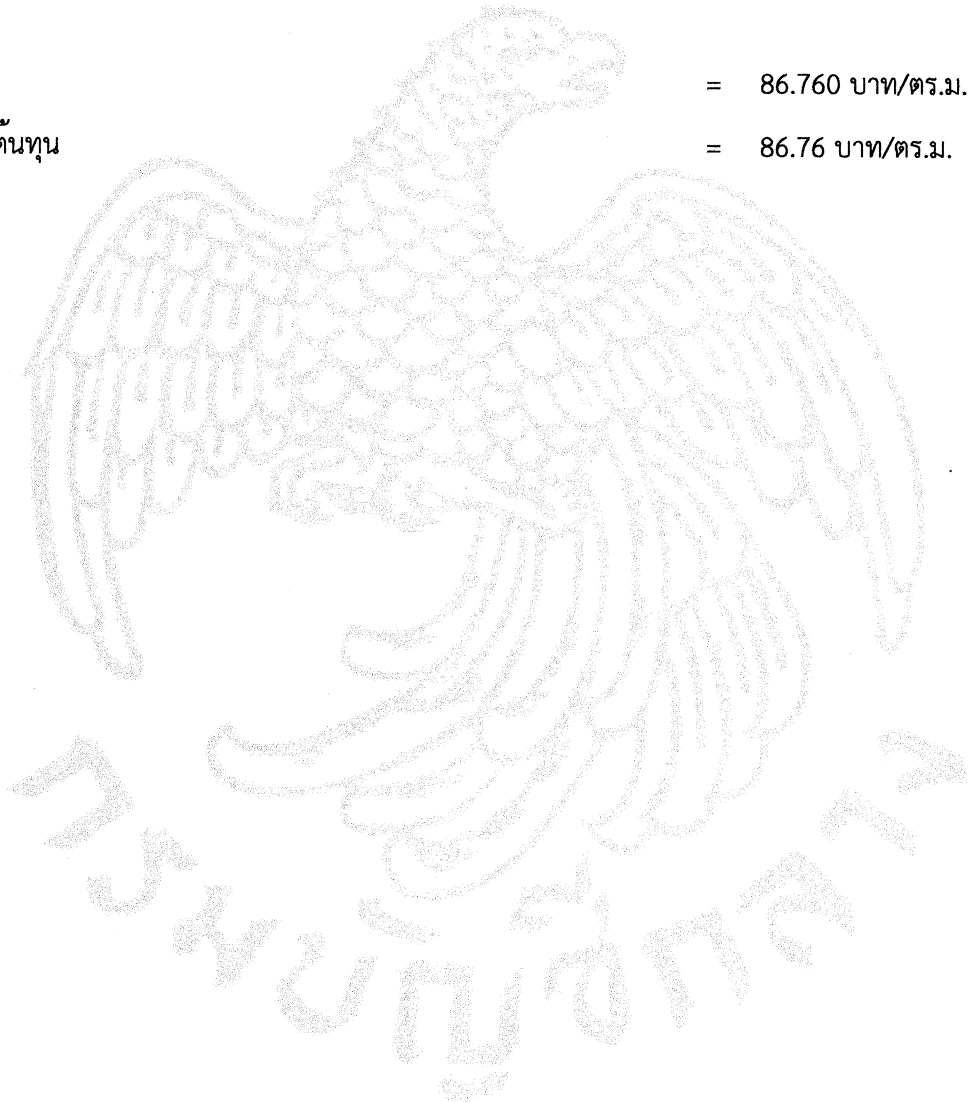 = 86.760 บาท/ตร.ม.
ต้นทุน = 86.76 บาท/ตร.ม.
กรมบัญชีกลาง